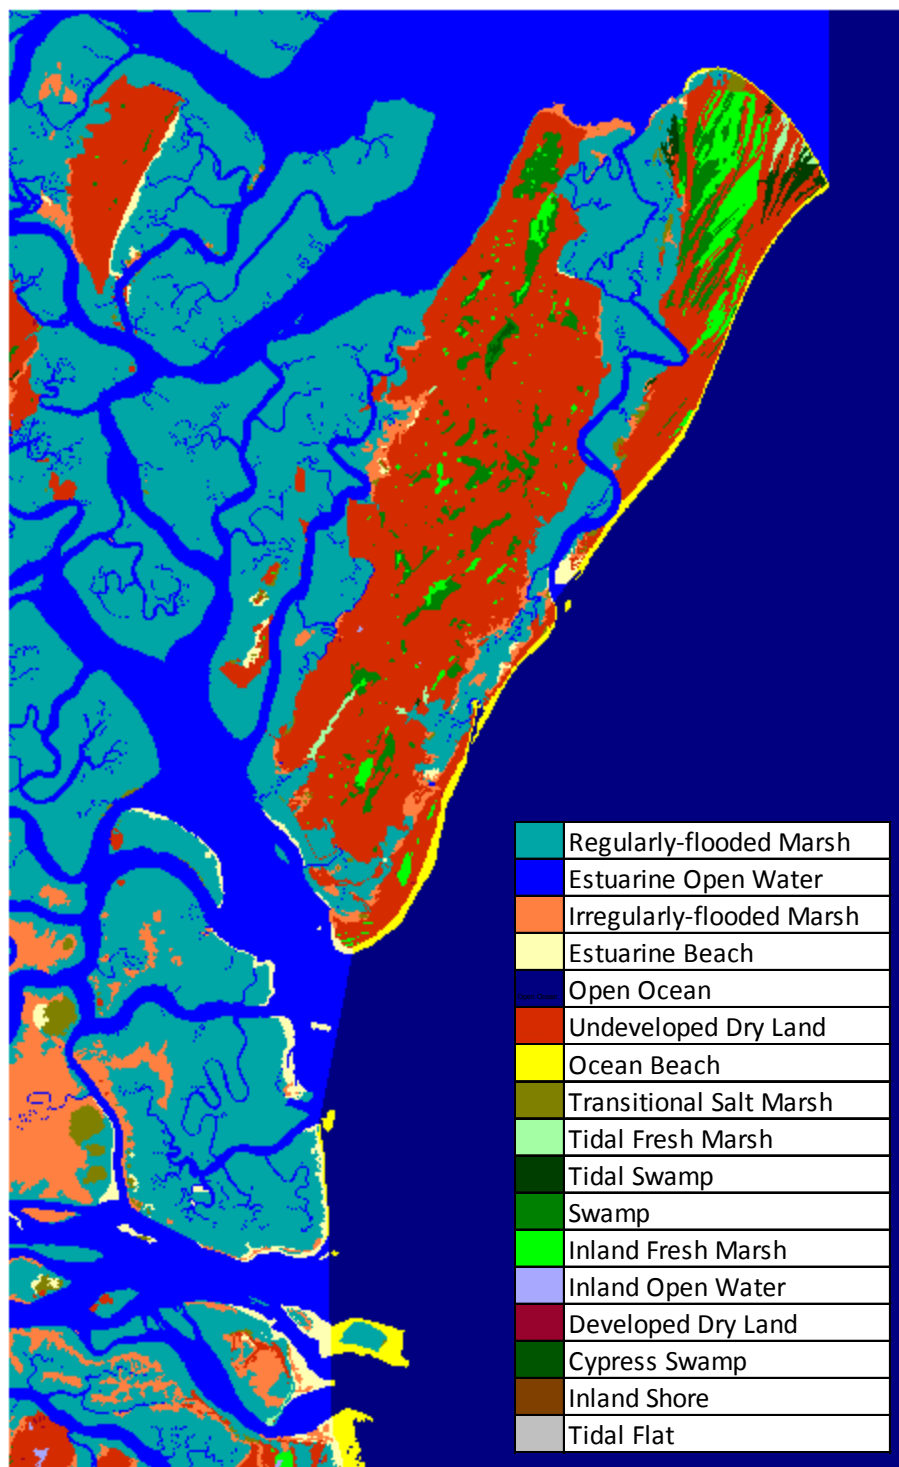 Regularly-flooded Marsh
Estuarine Open Water
Irregularly-flooded Marsh
Estuarine Beach
Open Ocean
Undeveloped Dry Land
Ocean Beach
Transitional Salt Marsh
Tidal Fresh Marsh
Tidal Swamp
Swamp
Inland Fresh Marsh
Inland Open Water
Developed Dry Land
Cypress Swamp
Inland Shore
Tidal Flat